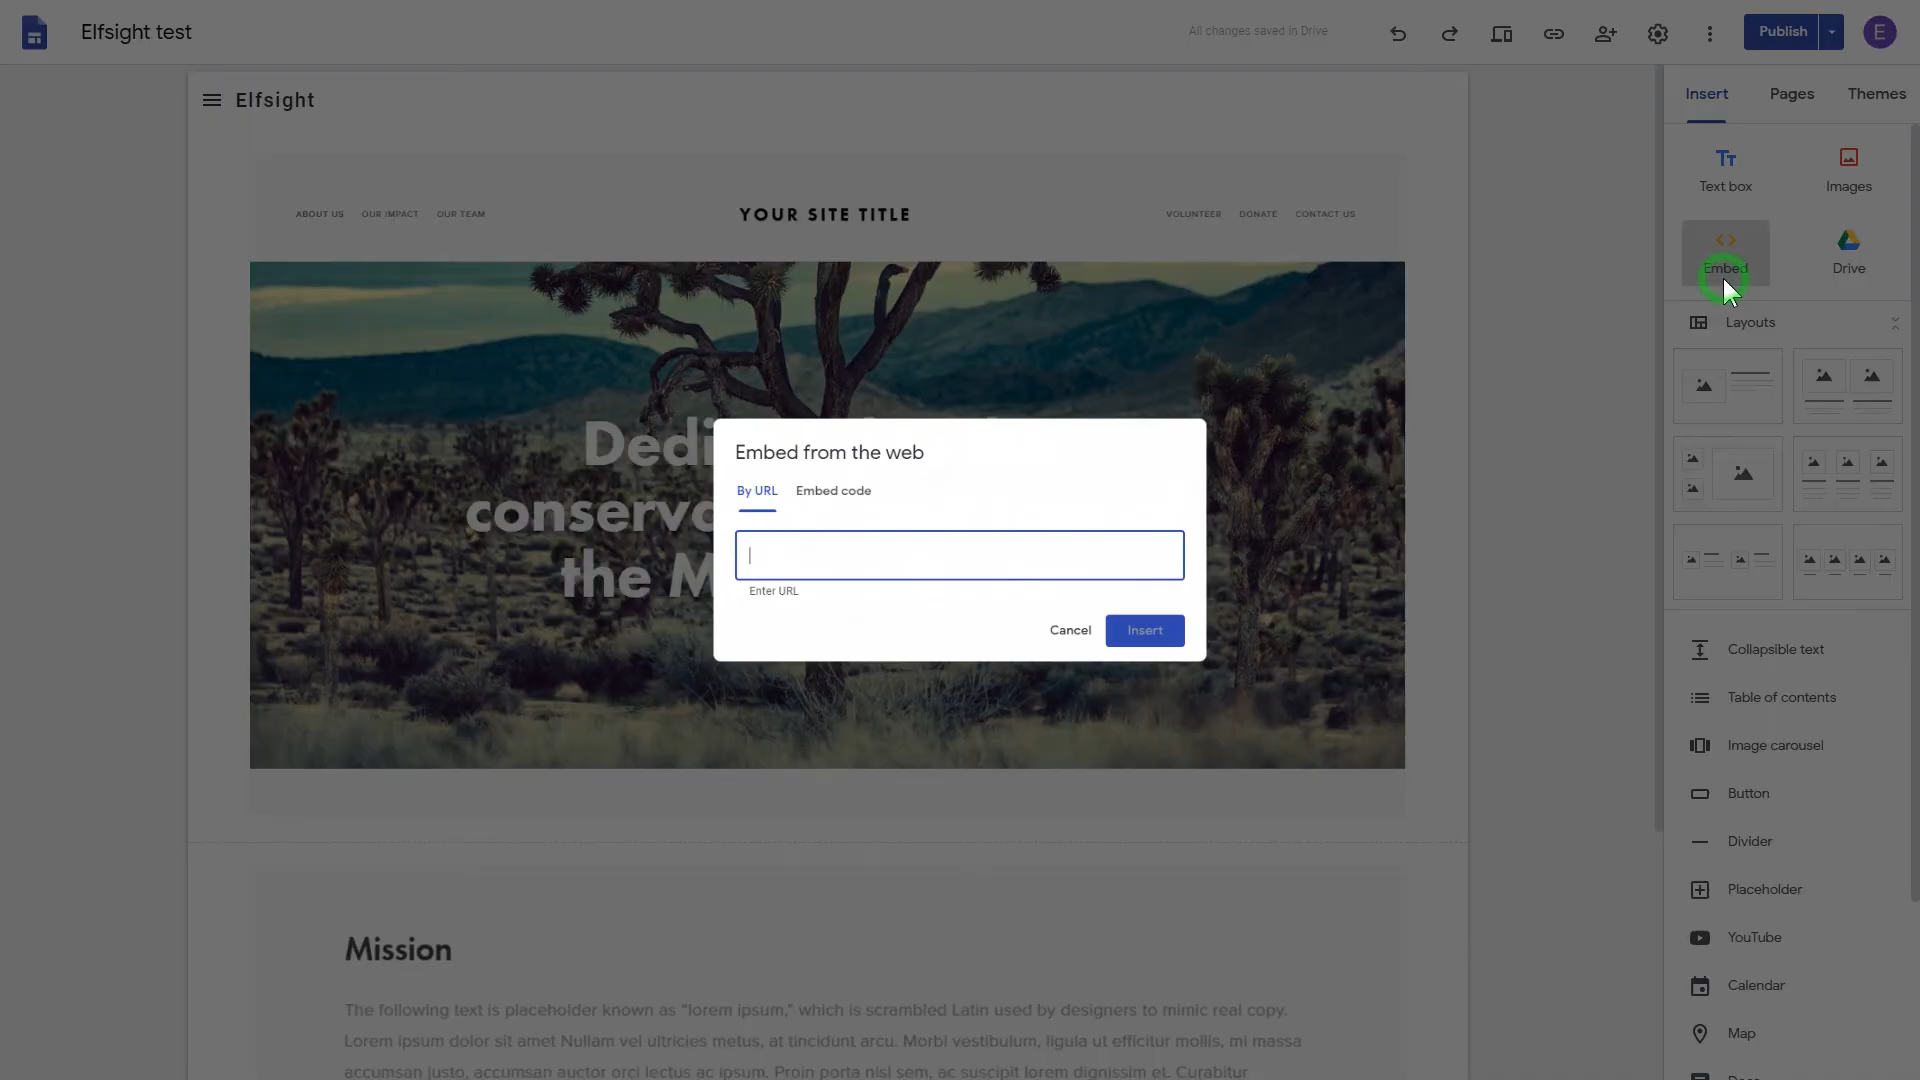 Elfsight test
All changes saved in Drive
Publish
E
Elfsight
Insert
Pages
Themes
Text box
Images
Embed
Drive
Layouts
ABOUT US
OUR IMPACT
OUR TEAM
YOUR SITE TITLE
VOLUNTEER
DONATE
CONTACT US
Dedi
conserva
the M
Embed from the web
By URL
Embed code
Enter URL
Cancel
Insert
Collapsible text
Table of contents
Image carousel
Button
Divider
Placeholder
YouTube
Calendar
Map
Mission
The following text is placeholder known as “lorem ipsum,” which is scrambled Latin used by designers to mimic real copy.
Lorem ipsum dolor sit amet Nullam vel ultricies metus, at tincidunt arcu. Morbi vestibulum, ligula ut efficitur mollis, mi massa
accumsan justo, accumsan auctor orci lectus ac ipsum. Proin porta nisl sem, ac suscipit lorem dignissim et. Curabitur